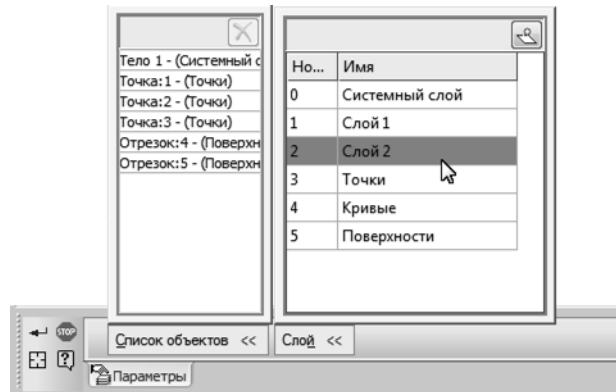 Тело 1 - (Системный с
Точка:1 - (Точки)
Точка:2 - (Точки)
Точка:3 - (Точки)
Отрезок:4 - (Поверхн
Отрезок:5 - (Поверхн
Но... Имя
0 Системный слой
1 Слой 1
2 Слой 2
3 Точки
4 Кривые
5 Поверхности
STOP
Список объектов << Слой <<
Параметры